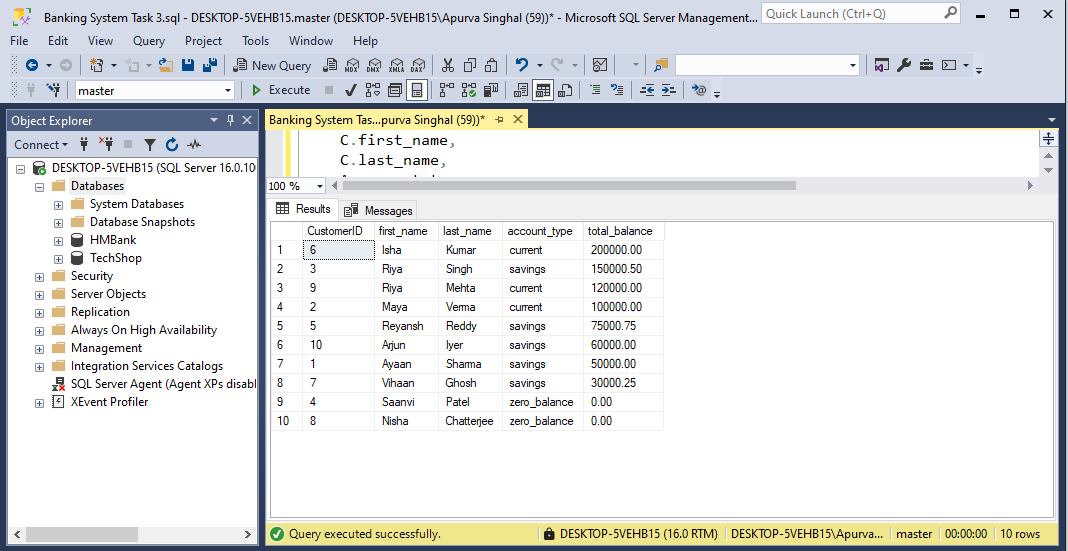 Banking System Task 3.sql - DESKTOP-5VEHB15.master (DESKTOP-5VEHB15\Apurva Singhal (59))* - Microsoft SQL Server Management... Quick Launch (Ctrl+Q)
File Edit View Query Project Tools Window Help
New Query MDX DMX XMLA DAX
master Execute
Object Explorer
Connect
DESKTOP-5VEHB15 (SQL Server 16.0.10
Databases
System Databases
Database Snapshots
HMBank
TechShop
Security
Server Objects
Replication
Always On High Availability
Management
Integration Services Catalogs
SQL Server Agent (Agent XPs disabl
XEvent Profiler
Banking System Tas...purva Singhal (59))*
C.first_name,
C.last_name,
100 %
Results Messages
CustomerID first_name last_name account_type total_balance
1 6 Isha Kumar current 200000.00
2 3 Riya Singh savings 150000.50
3 9 Riya Mehta current 120000.00
4 2 Maya Verma current 100000.00
5 5 Reyansh Reddy savings 75000.75
6 10 Arjun Iyer savings 60000.00
7 1 Ayaan Sharma savings 50000.00
8 7 Vihaan Ghosh savings 30000.25
9 4 Saanvi Patel zero_balance 0.00
10 8 Nisha Chatterjee zero_balance 0.00
Query executed successfully. DESKTOP-5VEHB15 (16.0 RTM) DESKTOP-5VEHB15\Apurva... master 00:00:00 10 rows